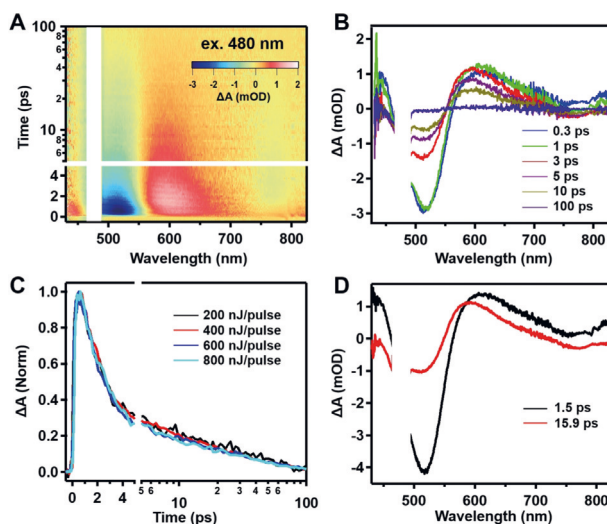 A
ex. 480 nm
-3 -2 -1 0 1 2
ΔA (mOD)
Time (ps)
100
8
6
4
2
10
8
6
4
2
0
500 600 700 800
Wavelength (nm)
B
ΔA (mOD)
2
1
0
-1
-2
-3
0.3 ps
1 ps
3 ps
5 ps
10 ps
100 ps
500 600 700 800
Wavelength (nm)
C
ΔA (Norm)
1.0
0.8
0.6
0.4
0.2
0.0
200 nJ/pulse
400 nJ/pulse
600 nJ/pulse
800 nJ/pulse
0 2 4 5 6 10 2 3 4 5 6 100
Time (ps)
D
ΔA (mOD)
1
0
-1
-2
-3
-4
1.5 ps
15.9 ps
500 600 700 800
Wavelength (nm)